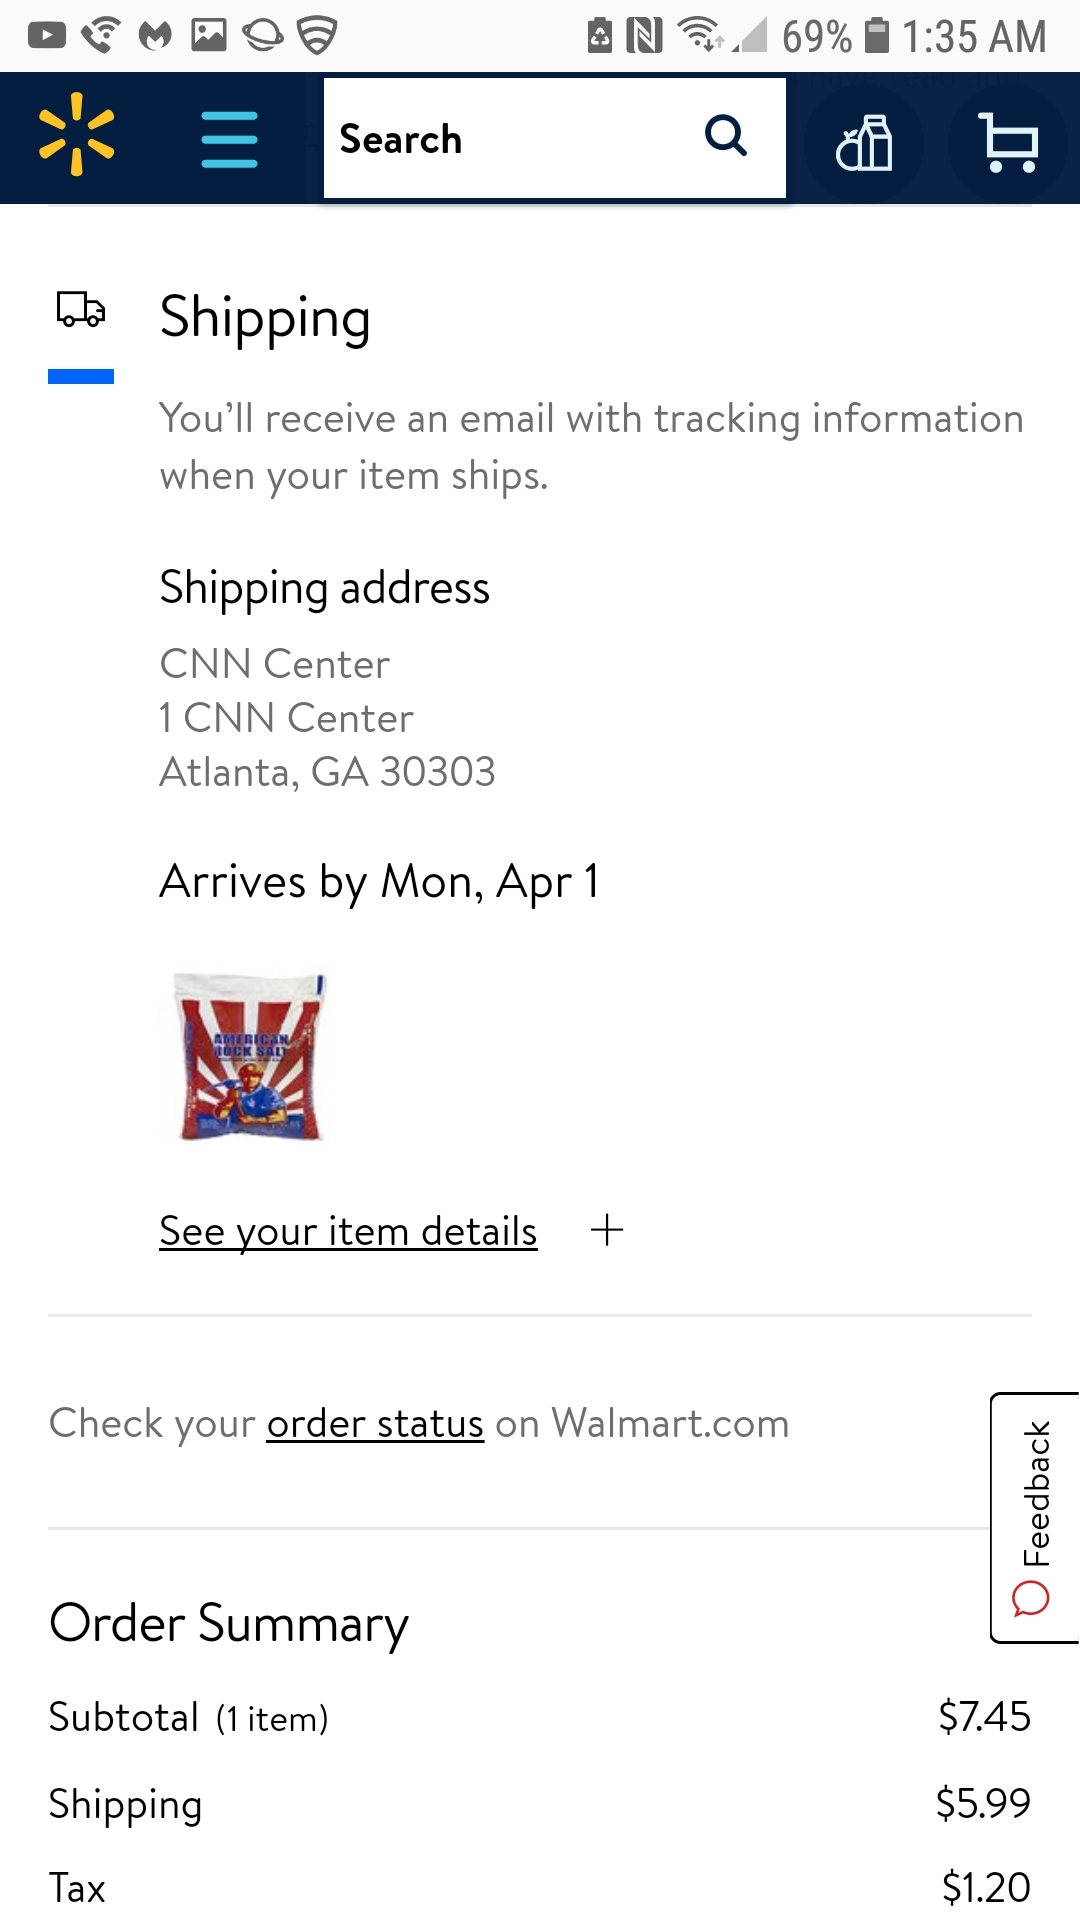 69% 1:35 AM
Search
Shipping
You’ll receive an email with tracking information
when your item ships.
Shipping address
CNN Center
1 CNN Center
Atlanta, GA 30303
Arrives by Mon, Apr 1
AMERICAN
ROCK SALT
See your item details +
Check your order status on Walmart.com
Feedback
Order Summary
Subtotal (1 item) $7.45
Shipping $5.99
Tax $1.20